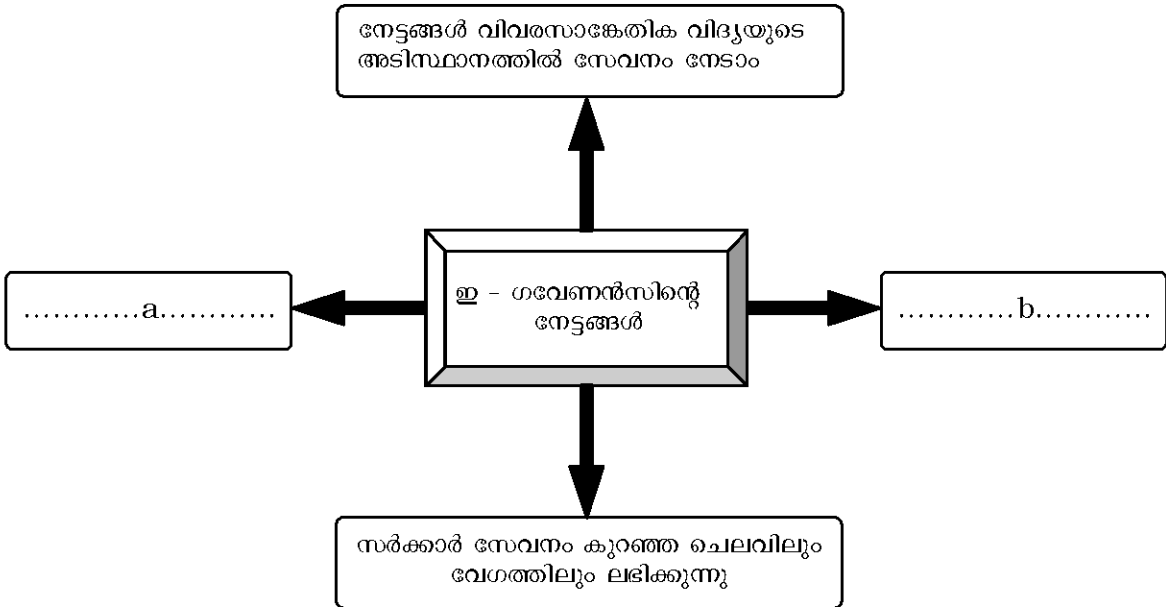 നേട്ടങ്ങൾ വിവരസാങ്കേതിക വിദ്യയുടെ
അടിസ്ഥാനത്തിൽ സേവനം നേടാം
............a............
ഇ - ഗവേണൻസിന്റെ
നേട്ടങ്ങൾ
............b............
സർക്കാർ സേവനം കുറഞ്ഞ ചെലവിലും
വേഗത്തിലും ലഭിക്കുന്നു